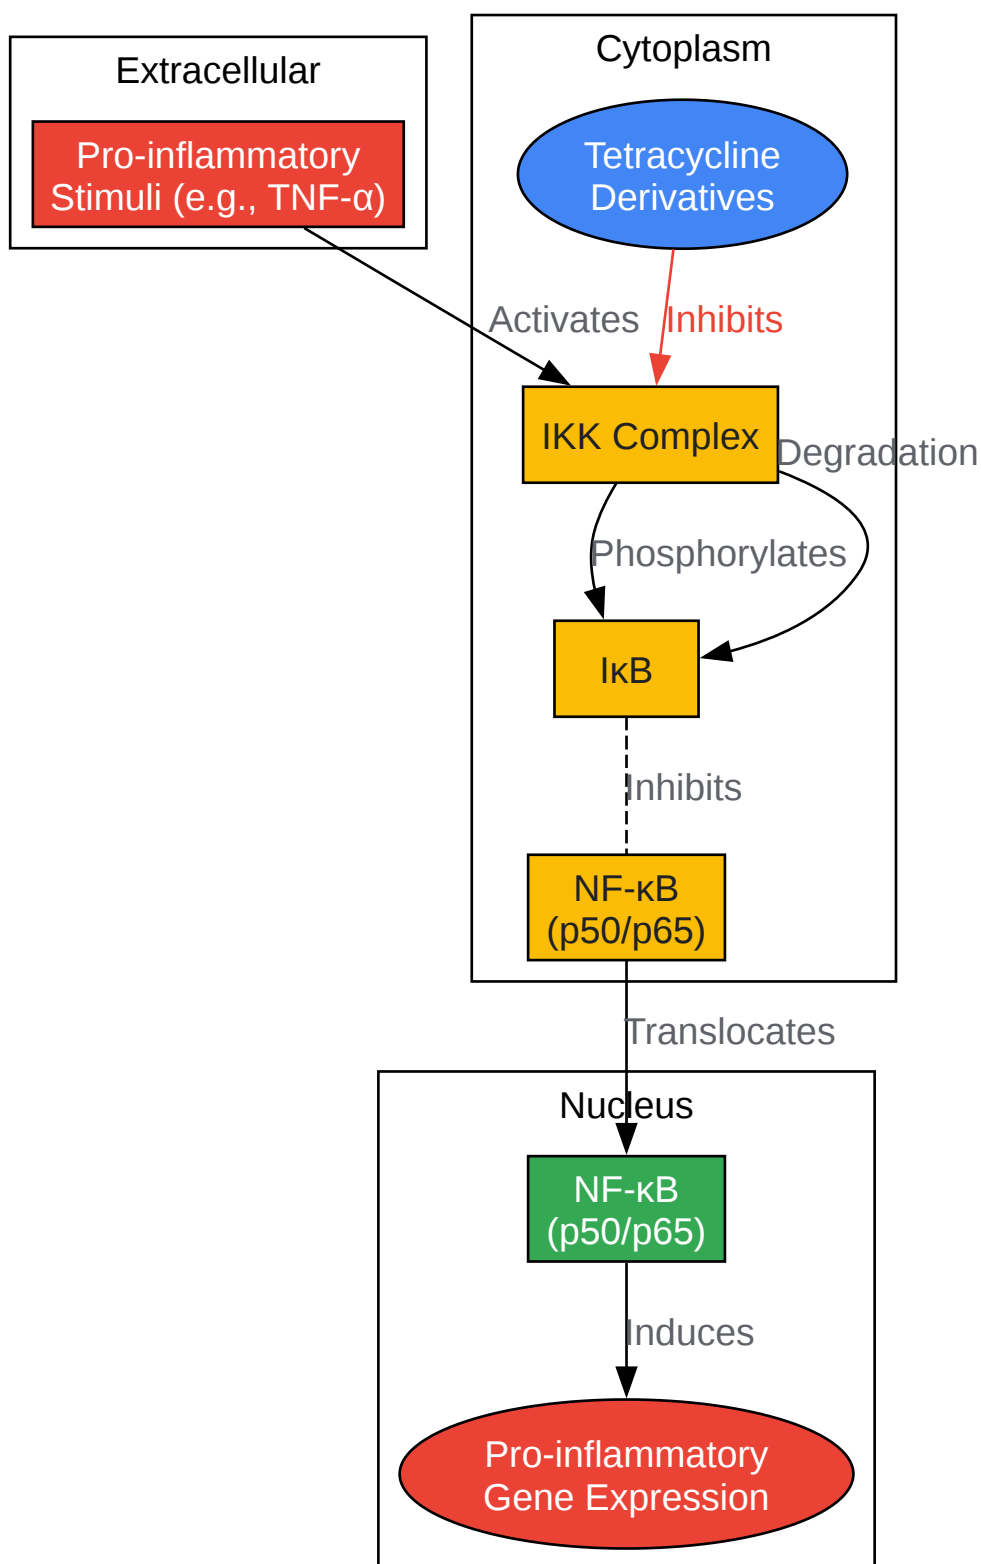 Extracellular
Pro-inflammatory
Stimuli (e.g., TNF-α)
Cytoplasm
Tetracycline
Derivatives
Activates
Inhibits
IKK Complex
Degradation
Phosphorylates
IκB
Inhibits
NF-κB
(p50/p65)
Translocates
Nucleus
NF-κB
(p50/p65)
Induces
Pro-inflammatory
Gene Expression